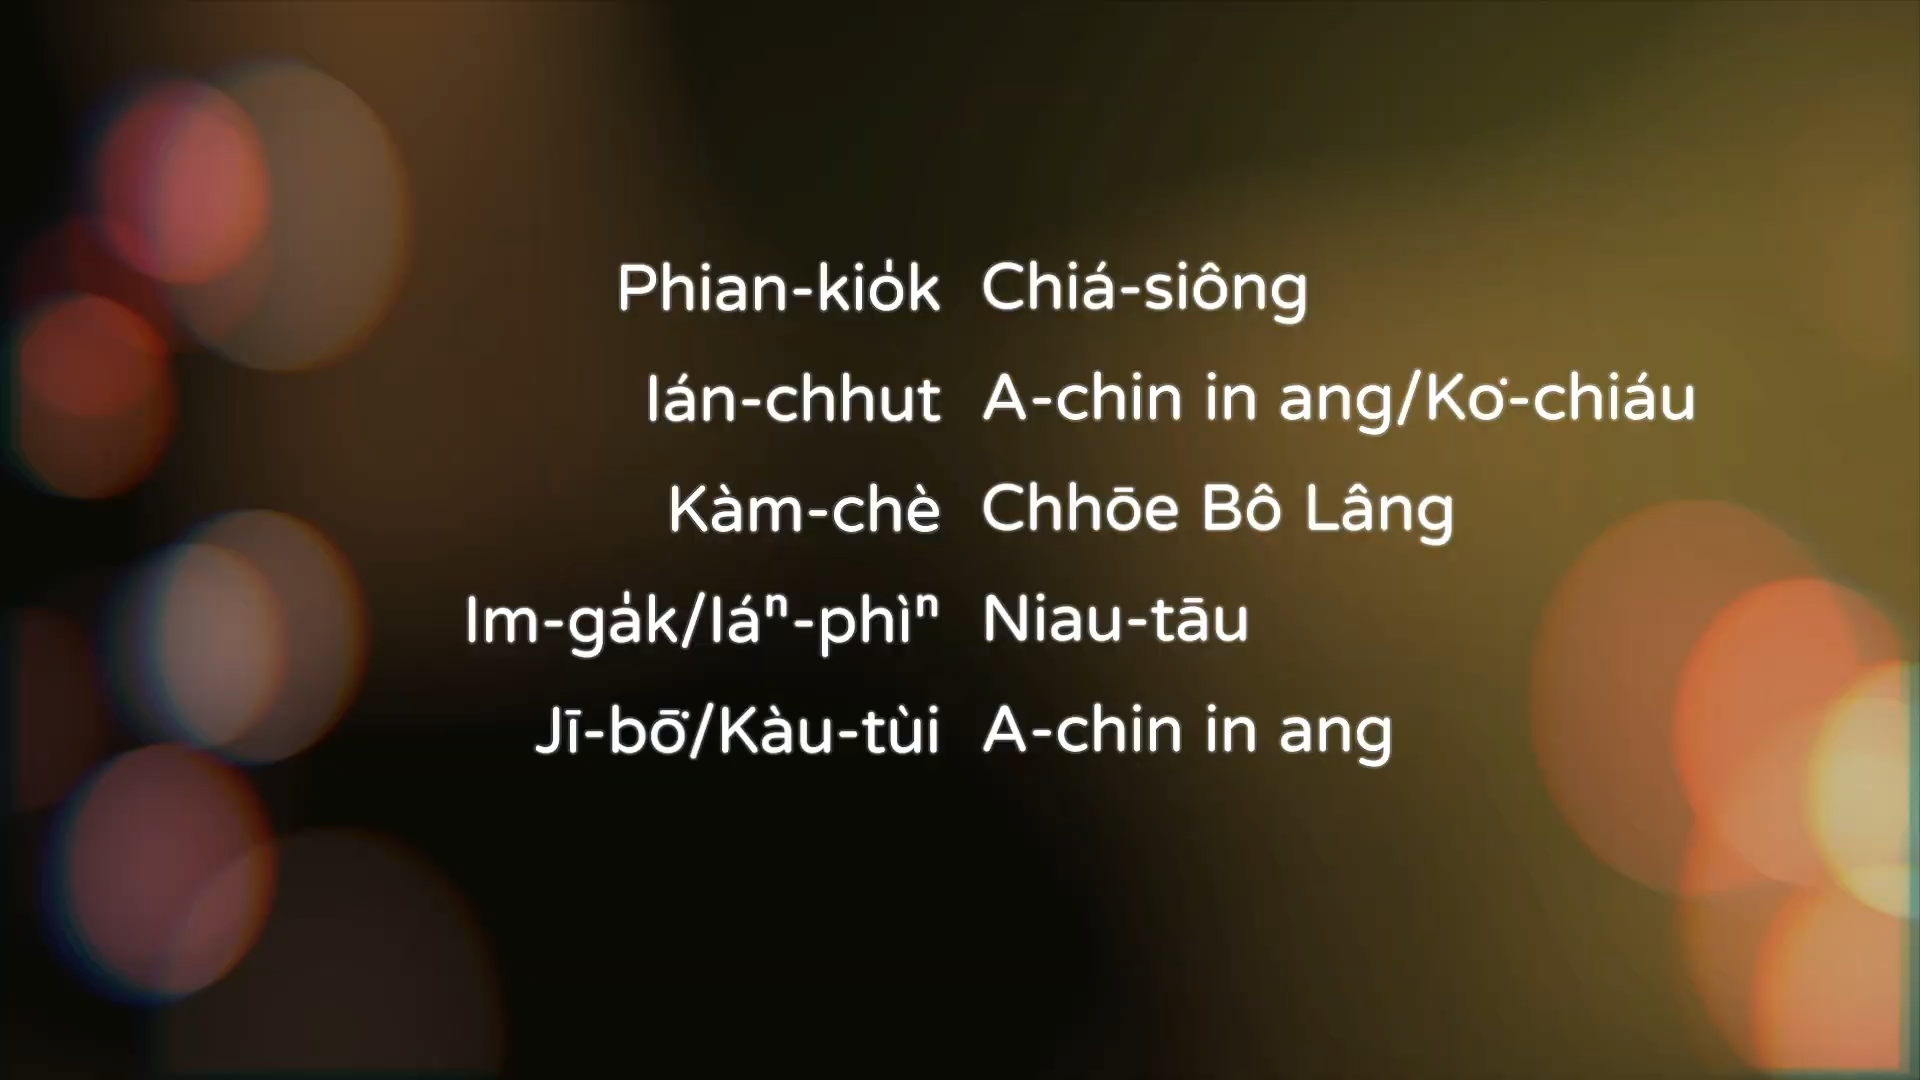 Phian-kio̍k Chiá-siông
Ián-chhut A-chin in ang/Ko͘-chiáu
Kàm-chè Chhōe Bô Lâng
Im-ga̍k/Iáⁿ-phìⁿ Niau-tāu
Jī-bō͘/Kàu-tùi A-chin in ang